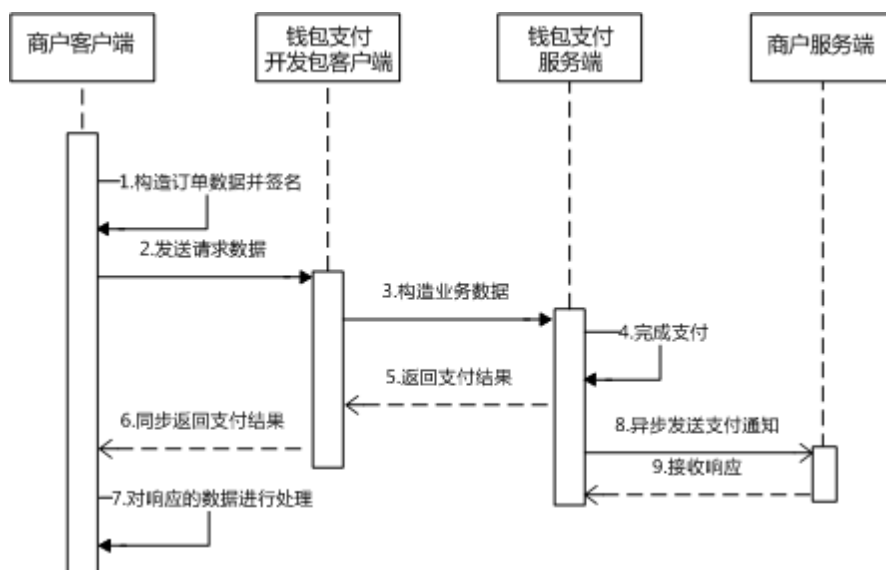 商户客户端
钱包支付
开发包客户端
钱包支付
服务端
商户服务端
1.构造订单数据并签名
2.发送请求数据
3.构造业务数据
4.完成支付
5.返回支付结果
6.同步返回支付结果
8.异步发送支付通知
9.接收响应
7.对响应的数据进行处理